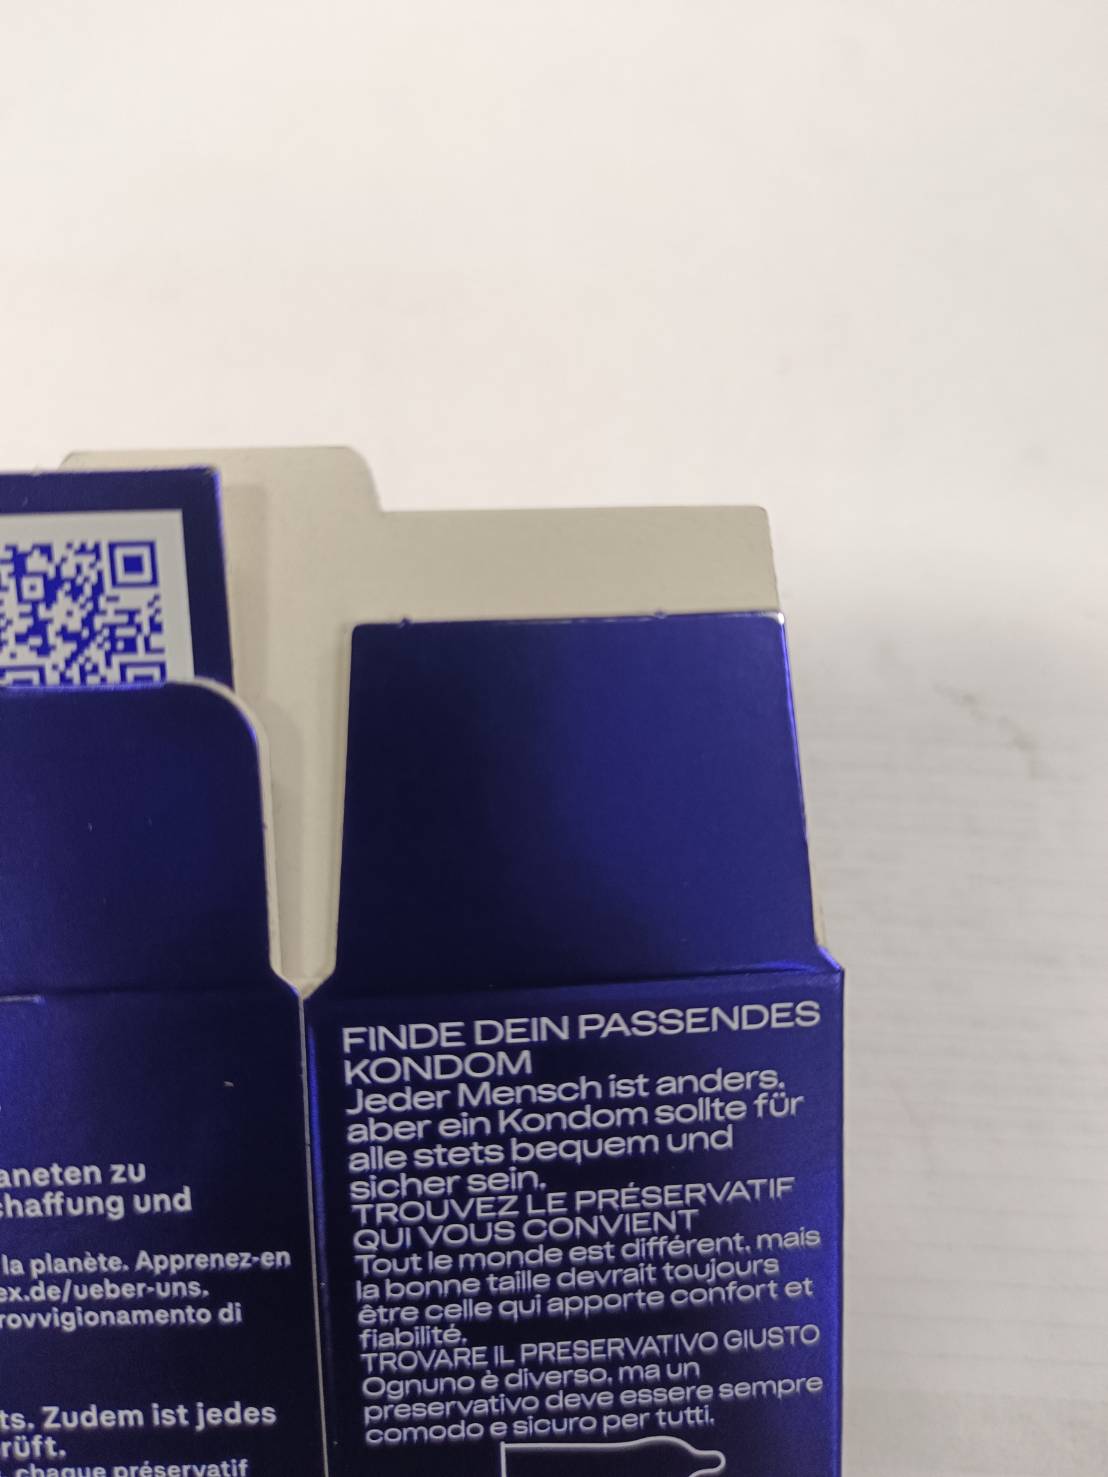 aneten zu
chaffung und
la planète. Apprenez-en
ex.de/ueber-uns.
rovvigionamento di
ts. Zudem ist jedes
rüft.
chaque préservatif
FINDE DEIN PASSENDES
KONDOM
Jeder Mensch ist anders,
aber ein Kondom sollte für
alle stets bequem und
sicher sein.
TROUVEZ LE PRÉSERVATIF
QUI VOUS CONVIENT
Tout le monde est différent, mais
la bonne taille devrait toujours
être celle qui apporte confort et
fiabilité.
TROVARE IL PRESERVATIVO GIUSTO
Ognuno è diverso, ma un
preservativo deve essere sempre
comodo e sicuro per tutti.